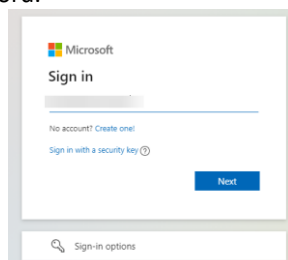 Microsoft
Sign in
No account? Create one!
Sign in with a security key
Next
Sign-in options